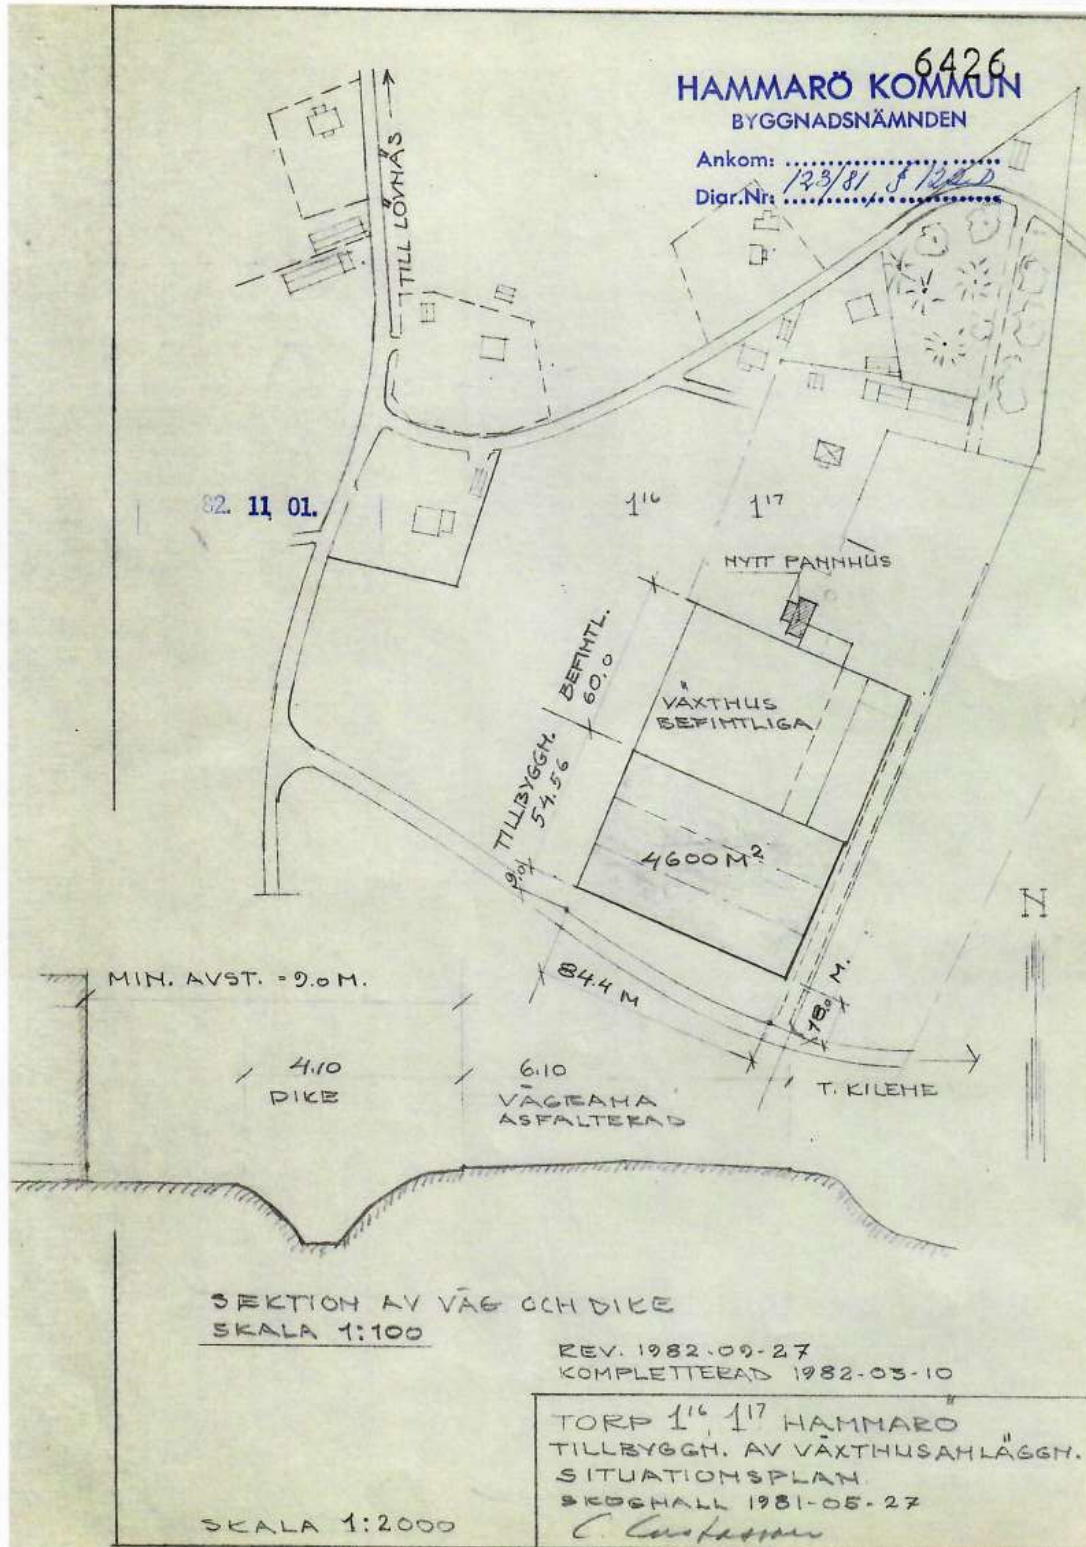 6426
HAMMARÖ KOMMUN
BYGGNADSNÄMNDEN
Ankom:
Diar.Nr: 123/81, §
TILL LÖVNÄS
82. 11. 01.
1¹⁶
1¹⁷
NYTT PANNHUS
BEFINTL.
60.0
VÄXTHUS
BEFINTLIGA
TILLBYGGN.
54.56
9.0
4600 M²
84.4 M
18.0 M.
N
T. KILENE
MIN. AVST. = 9.0 M.
4.10
DIKE
6.10
VÄGBANA
ASFALTERAD
SEKTION AV VÄG OCH DIKE
SKALA 1:100
REV. 1982-09-27
KOMPLETTERAD 1982-03-10
TORP 1¹⁶, 1¹⁷ HAMMARÖ
TILLBYGGN. AV VÄXTHUSANLÄGGN.
SITUATIONSPLAN
SKOGHALL 1981-05-27
C. Gustafsson
SKALA 1:2000